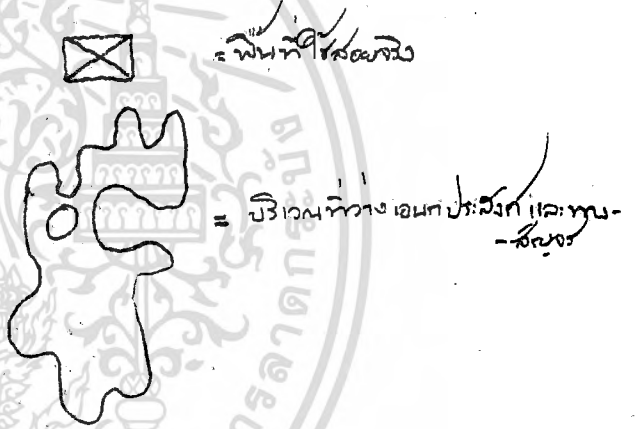 = พื้นที่ใช้สอยจริง
= บริเวณที่ว่างเอนกประสงค์ และทาง-
-สัญจร